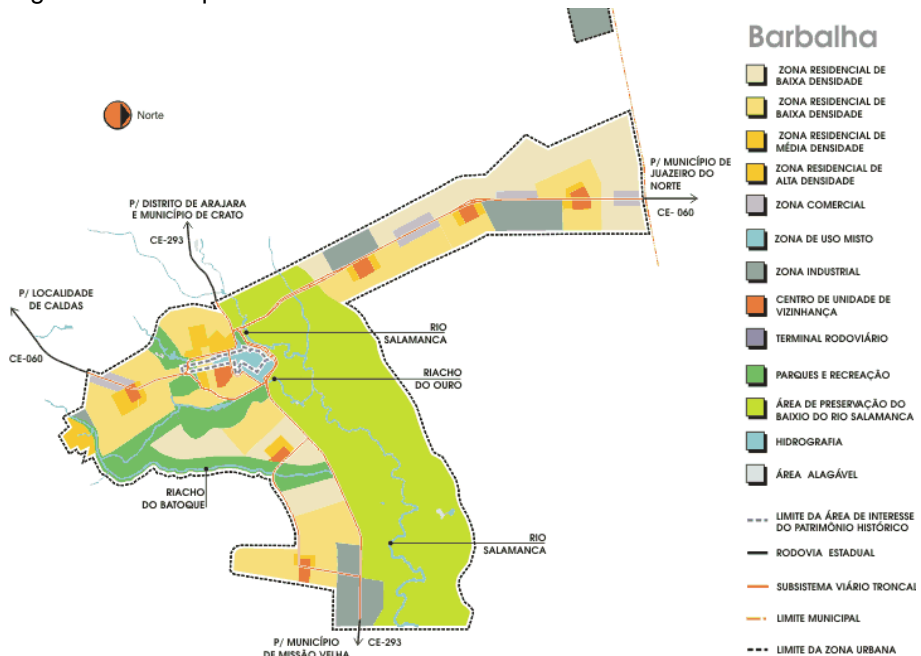 Barbalha
ZONA RESIDENCIAL DE
BAIXA DENSIDADE
ZONA RESIDENCIAL DE
BAIXA DENSIDADE
ZONA RESIDENCIAL DE
MÉDIA DENSIDADE
ZONA RESIDENCIAL DE
ALTA DENSIDADE
ZONA COMERCIAL
ZONA DE USO MISTO
ZONA INDUSTRIAL
CENTRO DE UNIDADE DE
VIZINHANÇA
TERMINAL RODOVIÁRIO
PARQUES E RECREAÇÃO
ÁREA DE PRESERVAÇÃO DO
BAIXIO DO RIO SALAMANCA
HIDROGRAFIA
ÁREA ALAGÁVEL
LIMITE DA ÁREA DE INTERESSE
DO PATRIMÔNIO HISTÓRICO
RODOVIA ESTADUAL
SUBSISTEMA VIÁRIO TRONCAL
LIMITE MUNICIPAL
LIMITE DA ZONA URBANA
Norte
P/ MUNICÍPIO DE
JUAZEIRO DO
NORTE
CE- 060
P/ DISTRITO DE ARAJARA
E MUNICÍPIO DE CRATO
CE-293
P/ LOCALIDADE
DE CALDAS
CE-060
RIO
SALAMANCA
RIACHO
DO OURO
RIACHO
DO BATOQUE
RIO
SALAMANCA
P/ MUNICÍPIO
DE MISSÃO VELHA
CE-293